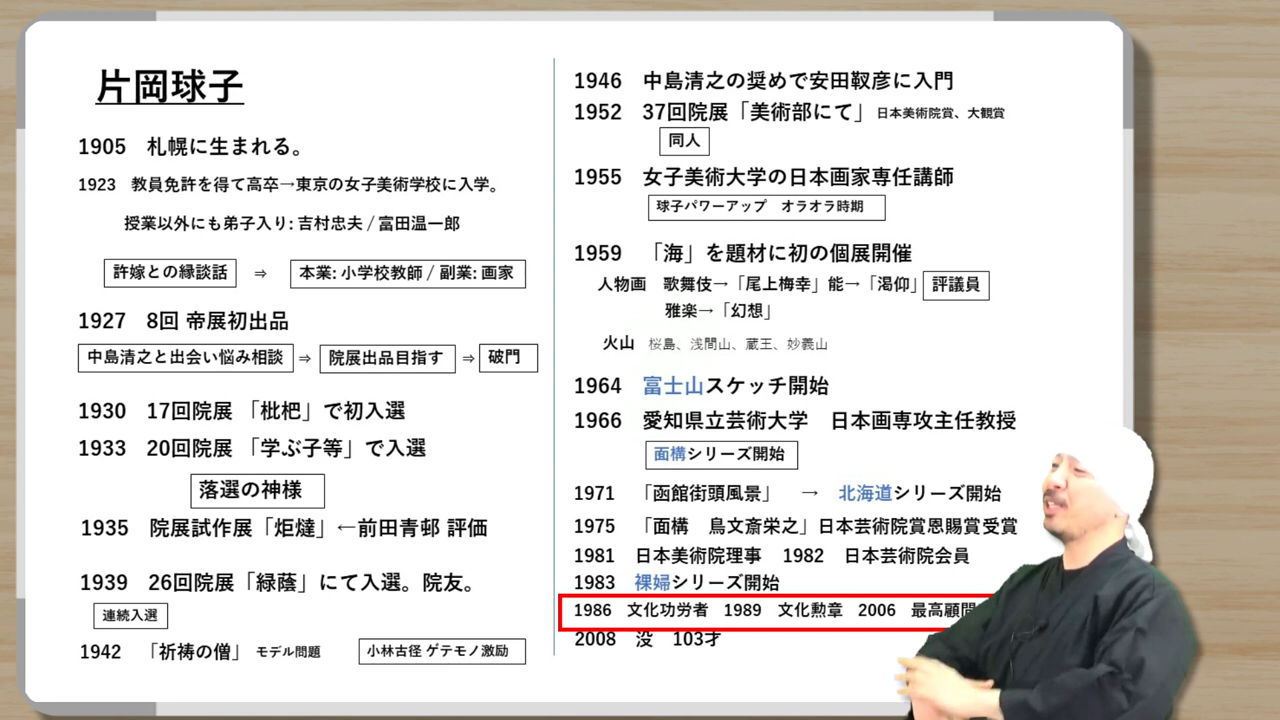 片岡球子
1905 札幌に生まれる。
1923 教員免許を得て高卒→東京の女子美術学校に入学。
授業以外にも弟子入り: 吉村忠夫 / 富田温一郎
許嫁との縁談話 ⇒ 本業: 小学校教師 / 副業: 画家
1927 8回 帝展初出品
中島清之と出会い悩み相談 ⇒ 院展出品目指す ⇒ 破門
1930 17回院展 「枇杷」で初入選
1933 20回院展 「学ぶ子等」で入選
落選の神様
1935 院展試作展「炬燵」←前田青邨 評価
1939 26回院展「緑蔭」にて入選。院友。
連続入選
1942 「祈祷の僧」 モデル問題 小林古径 ゲテモノ激励
1946 中島清之の奨めで安田靫彦に入門
1952 37回院展「美術部にて」 日本美術院賞、大観賞
同人
1955 女子美術大学の日本画家専任講師
球子パワーアップ オラオラ時期
1959 「海」を題材に初の個展開催
人物画 歌舞伎→「尾上梅幸」能→「渇仰」 評議員
雅楽→「幻想」
火山 桜島、浅間山、蔵王、妙義山
1964 富士山スケッチ開始
1966 愛知県立芸術大学 日本画専攻主任教授
面構シリーズ開始
1971 「函館街頭風景」 → 北海道シリーズ開始
1975 「面構 鳥文斎栄之」日本芸術院賞恩賜賞受賞
1981 日本美術院理事 1982 日本芸術院会員
1983 裸婦シリーズ開始
1986 文化功労者 1989 文化勲章 2006 最高顧問
2008 没 103才